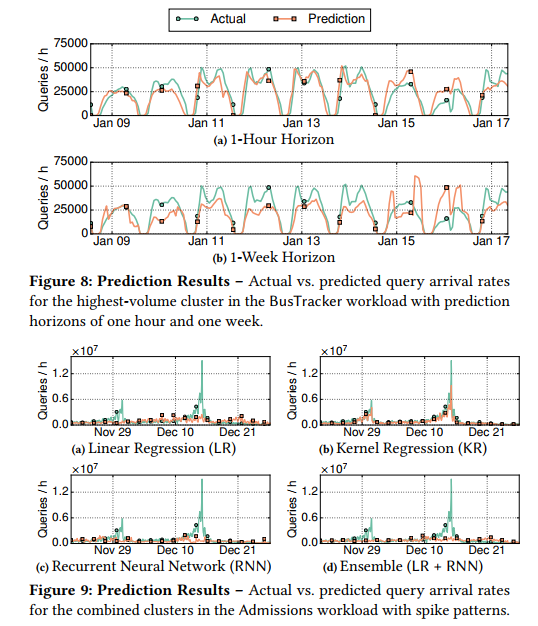 Actual Prediction
75000
50000
25000
0
Queries / h
Jan 09 Jan 11 Jan 13 Jan 15 Jan 17
(a) 1-Hour Horizon
75000
50000
25000
0
Queries / h
Jan 09 Jan 11 Jan 13 Jan 15 Jan 17
(b) 1-Week Horizon
Figure 8: Prediction Results – Actual vs. predicted query arrival rates
for the highest-volume cluster in the BusTracker workload with prediction
horizons of one hour and one week.
×10⁷
1.2
0.6
0.0
Queries / h
Nov 29 Dec 10 Dec 21
(a) Linear Regression (LR)
×10⁷
1.2
0.6
0.0
Queries / h
Nov 29 Dec 10 Dec 21
(b) Kernel Regression (KR)
×10⁷
1.2
0.6
0.0
Queries / h
Nov 29 Dec 10 Dec 21
(c) Recurrent Neural Network (RNN)
×10⁷
1.2
0.6
0.0
Queries / h
Nov 29 Dec 10 Dec 21
(d) Ensemble (LR + RNN)
Figure 9: Prediction Results – Actual vs. predicted query arrival rates
for the combined clusters in the Admissions workload with spike patterns.